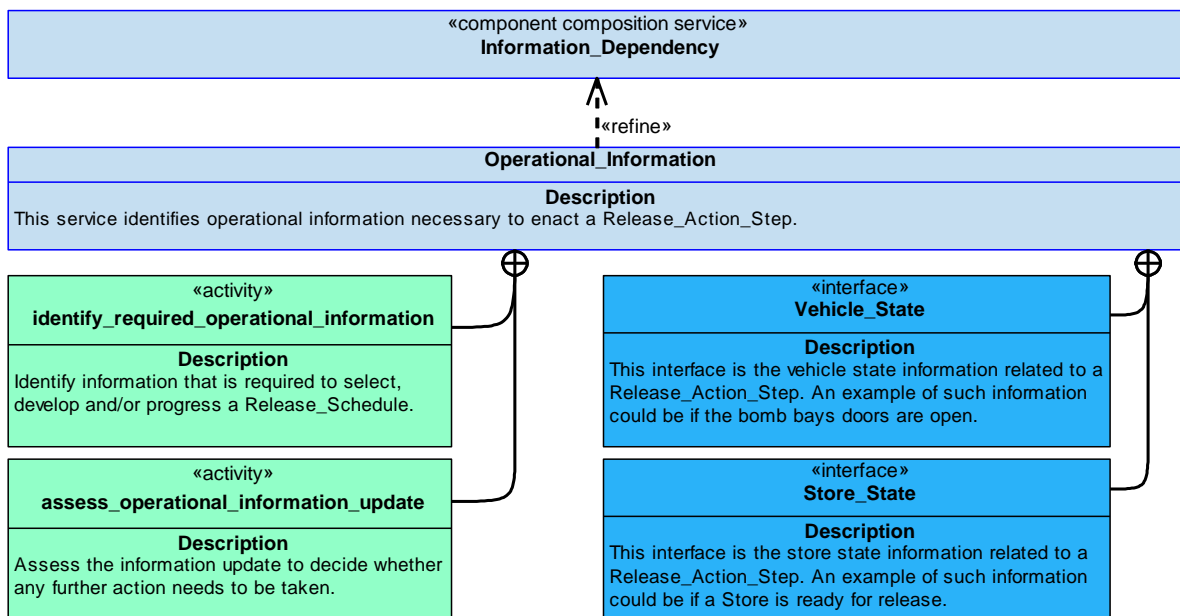 «component composition service»
Information_Dependency
«refine»
Operational_Information
Description
This service identifies operational information necessary to enact a Release_Action_Step.
«activity»
identify_required_operational_information
Description
Identify information that is required to select,
develop and/or progress a Release_Schedule.
«interface»
Vehicle_State
Description
This interface is the vehicle state information related to a
Release_Action_Step. An example of such information
could be if the bomb bays doors are open.
«activity»
assess_operational_information_update
Description
Assess the information update to decide whether
any further action needs to be taken.
«interface»
Store_State
Description
This interface is the store state information related to a
Release_Action_Step. An example of such information
could be if a Store is ready for release.